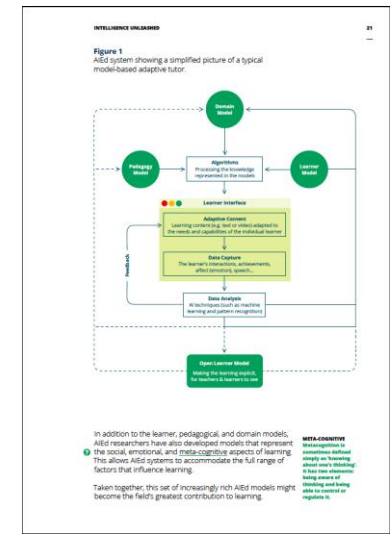 INTELLIGENCE UNLEASHED
21
Figure 1
AIEd system showing a simplified picture of a typical
model-based adaptive tutor.
Domain
Model
Pedagogy
Model
Algorithms
Processing the knowledge
represented in the models
Learner
Model
Learner Interface
Adaptive Content
Learning content (e.g. text or video) adapted to
the needs and capabilities of the individual learner
Data Capture
The learner's interactions, achievements,
affect (emotion), speech...
Feedback
Data Analysis
AI techniques (such as machine
learning and pattern recognition)
Open Learner Model
Making the learning explicit,
for teachers & learners to see
In addition to the learner, pedagogical, and domain models,
AIEd researchers have also developed models that represent
? the social, emotional, and meta-cognitive aspects of learning.
This allows AIEd systems to accommodate the full range of
factors that influence learning.
Taken together, this set of increasingly rich AIEd models might
become the field's greatest contribution to learning.
META-COGNITIVE
Metacognition is
sometimes defined
simply as 'knowing
about one's thinking'.
It has two elements:
being aware of
thinking and being
able to control or
regulate it.